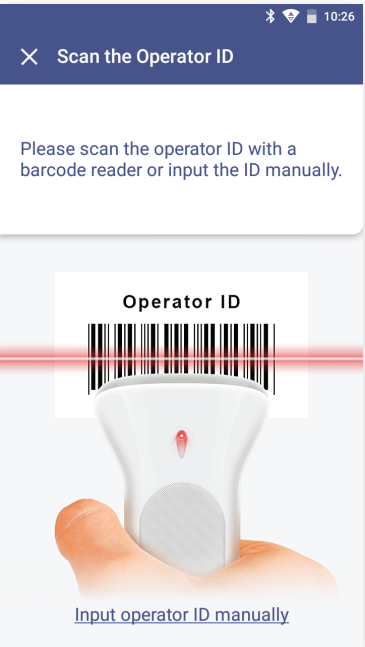 10:26
Scan the Operator ID
Please scan the operator ID with a
barcode reader or input the ID manually.
Operator ID
Input operator ID manually